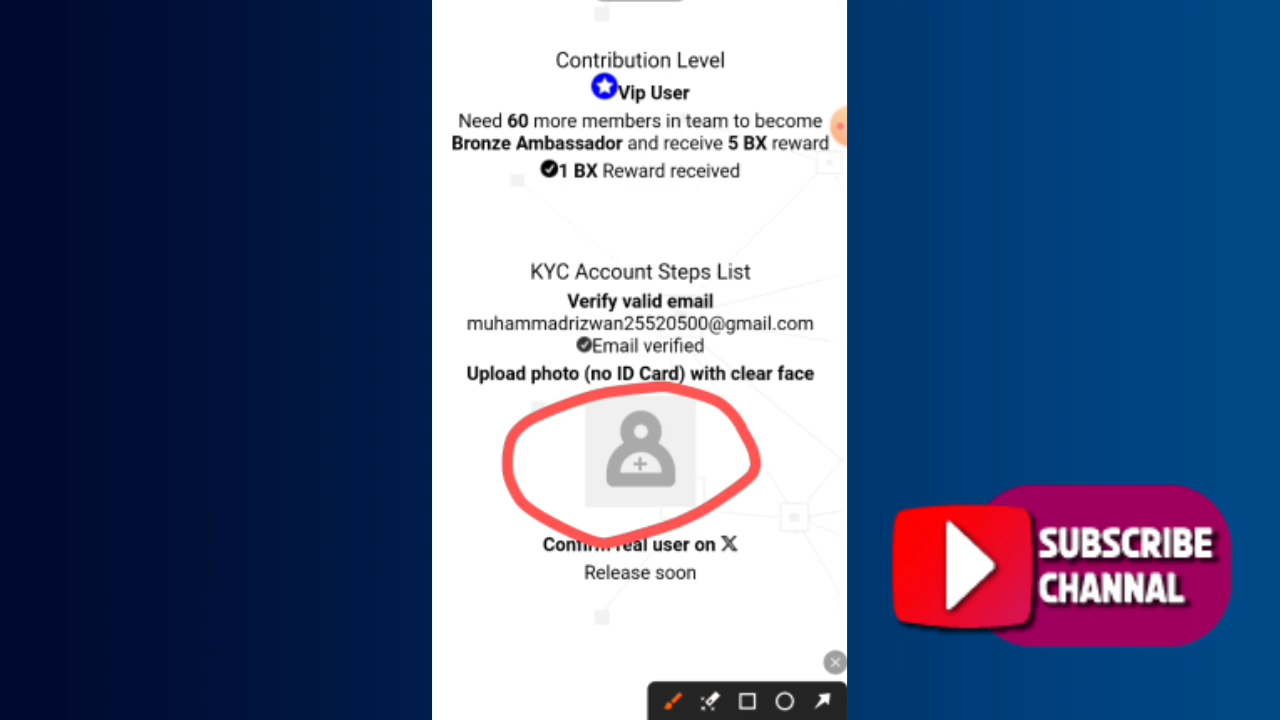 Contribution Level
Vip User
Need 60 more members in team to become
Bronze Ambassador and receive 5 BX reward
1 BX Reward received
KYC Account Steps List
Verify valid email
muhammadrizwan25520500@gmail.com
Email verified
Upload photo (no ID Card) with clear face
Confirm real user on X
Release soon
SUBSCRIBE
CHANNAL